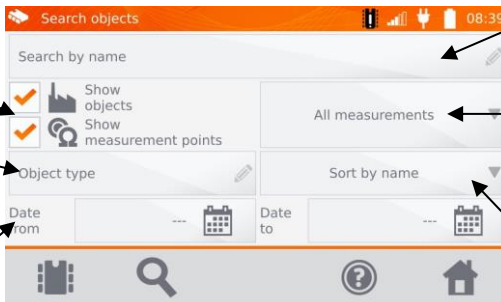 Search objects
08:39
Search by name
Show
objects
Show
measurement points
All measurements
Object type
Sort by name
Date
from
---
Date
to
---